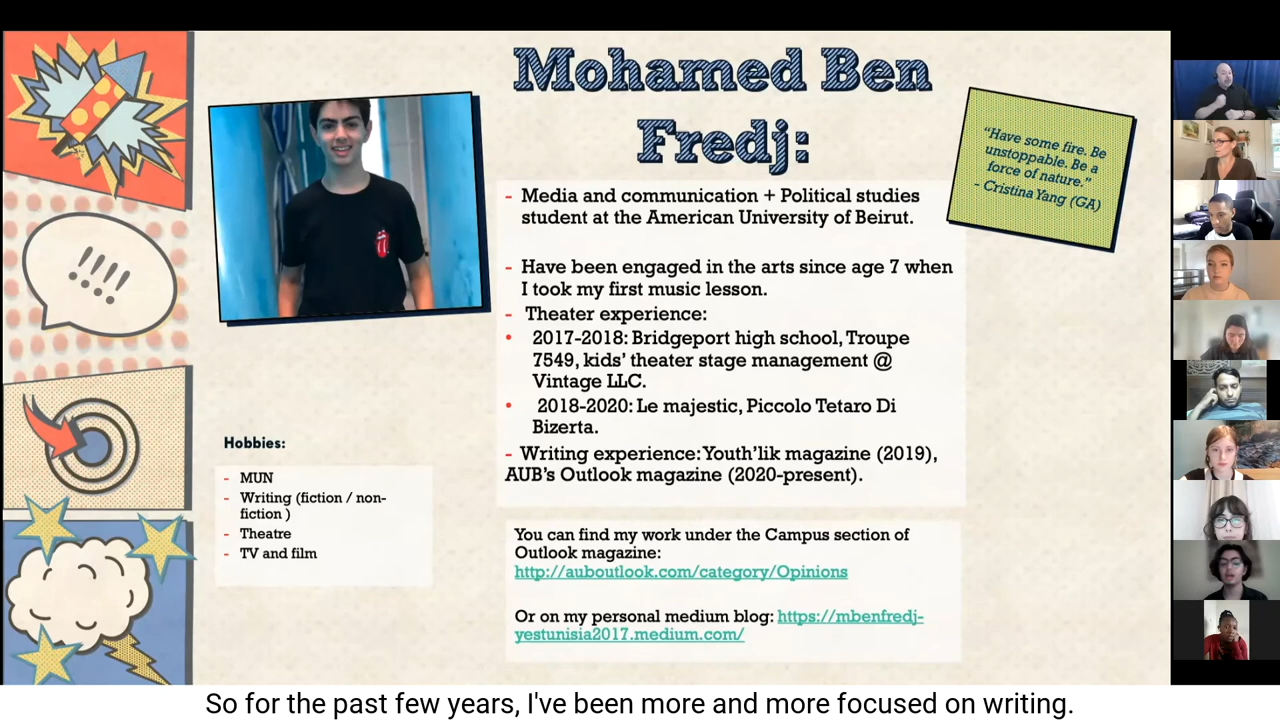 Mohamed Ben
Fredj:
"Have some fire. Be
unstoppable. Be a
force of nature."
- Cristina Yang (GA)
- Media and communication + Political studies
student at the American University of Beirut.
- Have been engaged in the arts since age 7 when
I took my first music lesson.
- Theater experience:
• 2017-2018: Bridgeport high school, Troupe
7549, kids' theater stage management @
Vintage LLC.
• 2018-2020: Le majestic, Piccolo Tetaro Di
Bizerta.
- Writing experience: Youth'lik magazine (2019),
AUB's Outlook magazine (2020-present).
Hobbies:
- MUN
- Writing (fiction / non-
fiction )
- Theatre
- TV and film
You can find my work under the Campus section of
Outlook magazine:
http://auboutlook.com/category/Opinions
Or on my personal medium blog: https://mbenfredj-
yestunisia2017.medium.com/
!!!!
So for the past few years, I've been more and more focused on writing.